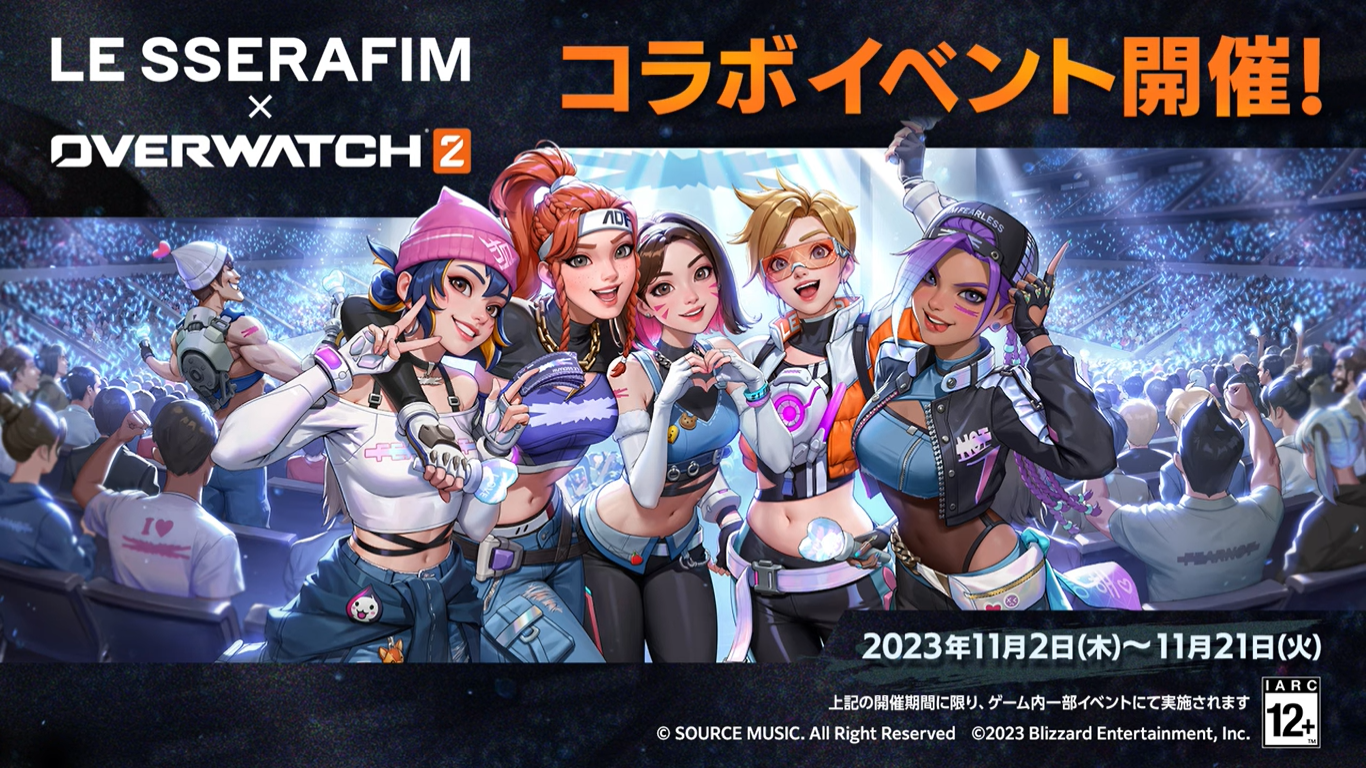 LE SSERAFIM
×
OVERWATCH 2
コラボイベント開催!
FEARLESS
I
2023年11月2日(木)~11月21日(火)
上記の開催期間に限り、ゲーム内一部イベントにて実施されます
© SOURCE MUSIC. All Right Reserved ©2023 Blizzard Entertainment, Inc.
IARC
12+
TM